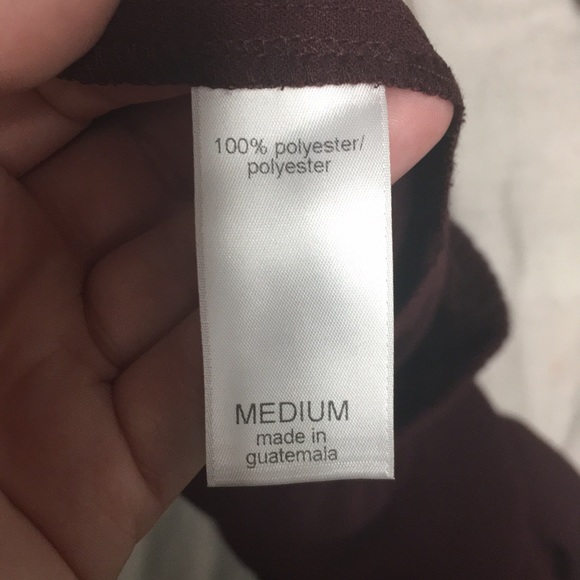 100% polyester/
polyester
MEDIUM
made in
guatemala